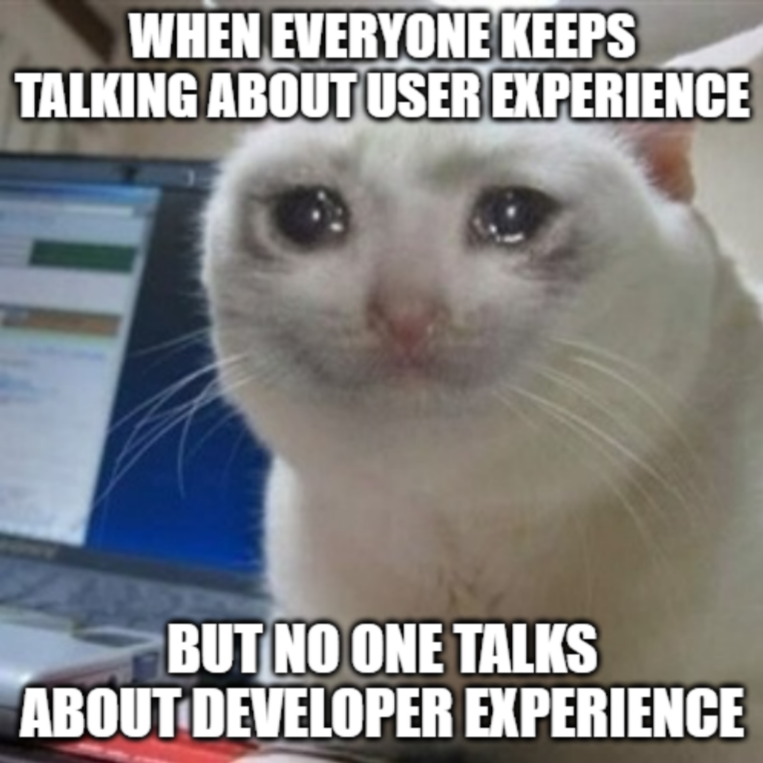 WHEN EVERYONE KEEPS
TALKING ABOUT USER EXPERIENCE
BUT NO ONE TALKS
ABOUT DEVELOPER EXPERIENCE